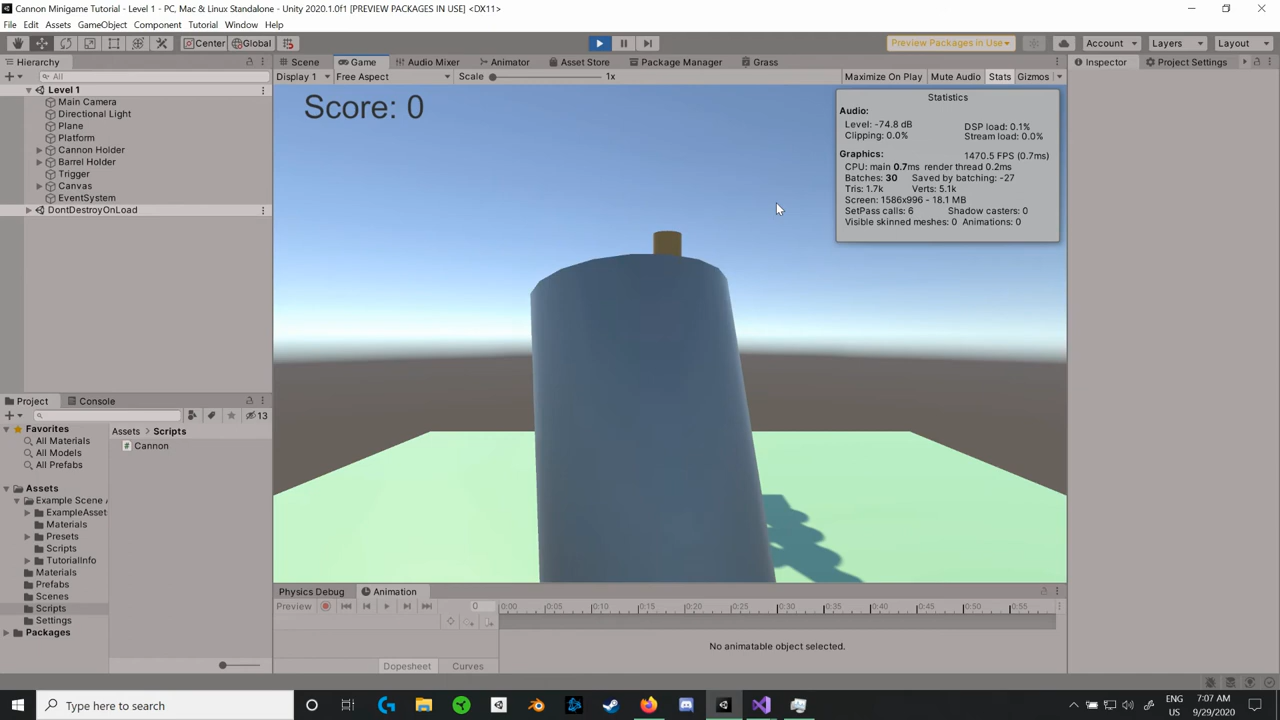 Cannon Minigame Tutorial - Level 1 - PC, Mac & Linux Standalone - Unity 2020.1.0f1 [PREVIEW PACKAGES IN USE] <DX11>
File Edit Assets GameObject Component Tutorial Window Help
Center Global Preview Packages in Use Account Layers Layout
Hierarchy
All
Level 1
Main Camera
Directional Light
Plane
Platform
Cannon Holder
Barrel Holder
Trigger
Canvas
EventSystem
DontDestroyOnLoad
Scene Game Audio Mixer Animator Asset Store Package Manager Grass
Display 1 Free Aspect Scale 1x Maximize On Play Mute Audio Stats Gizmos
Score: 0
Statistics
Audio:
Level: -74.8 dB DSP load: 0.1%
Clipping: 0.0% Stream load: 0.0%
Graphics: 1470.5 FPS (0.7ms)
CPU: main 0.7ms render thread 0.2ms
Batches: 30 Saved by batching: -27
Tris: 1.7k Verts: 5.1k
Screen: 1586x996 - 18.1 MB
SetPass calls: 6 Shadow casters: 0
Visible skinned meshes: 0 Animations: 0
Inspector Project Settings
Project Console
13
Favorites
All Materials
All Models
All Prefabs
Assets
Example Scene A
ExampleAsset
Materials
Presets
Scripts
TutorialInfo
Materials
Prefabs
Scenes
Scripts
Settings
Packages
Assets Scripts
Cannon
Physics Debug Animation
Preview 0 0:00 0:05 0:10 0:15 0:20 0:25 0:30 0:35 0:40 0:45 0:50 0:55
No animatable object selected.
Dopesheet Curves
Type here to search
ENG
US
7:07 AM
9/29/2020